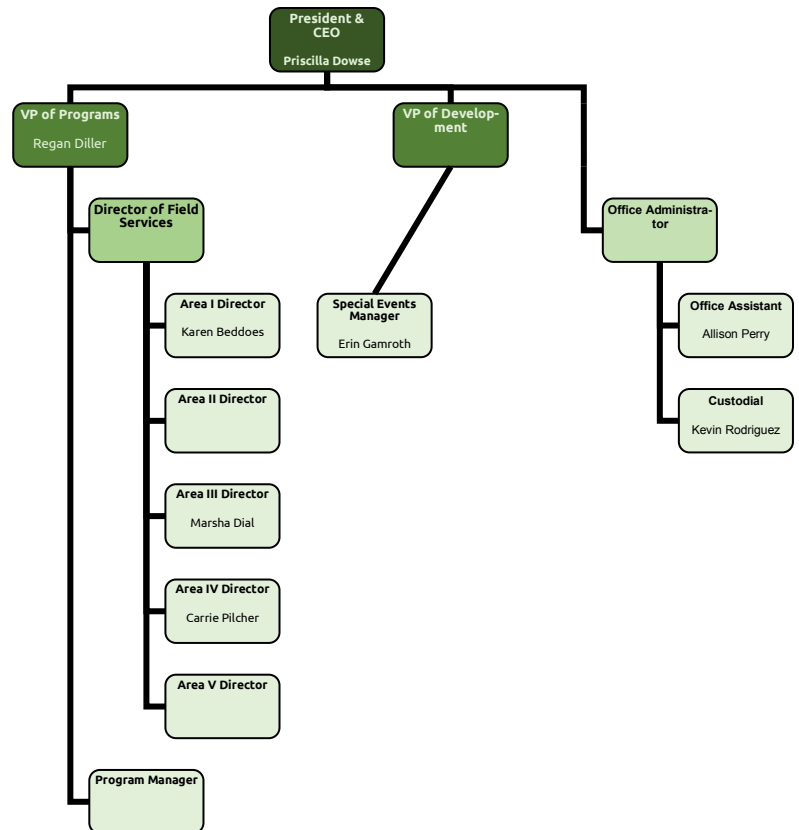 President &
CEO
Priscilla Dowse
VP of Programs
Regan Diller
VP of Develop-
ment
Director of Field
Services
Office Administra-
tor
Area I Director
Karen Beddoes
Special Events
Manager
Erin Gamroth
Office Assistant
Allison Perry
Area II Director
Custodial
Kevin Rodriguez
Area III Director
Marsha Dial
Area IV Director
Carrie Pilcher
Area V Director
Program Manager